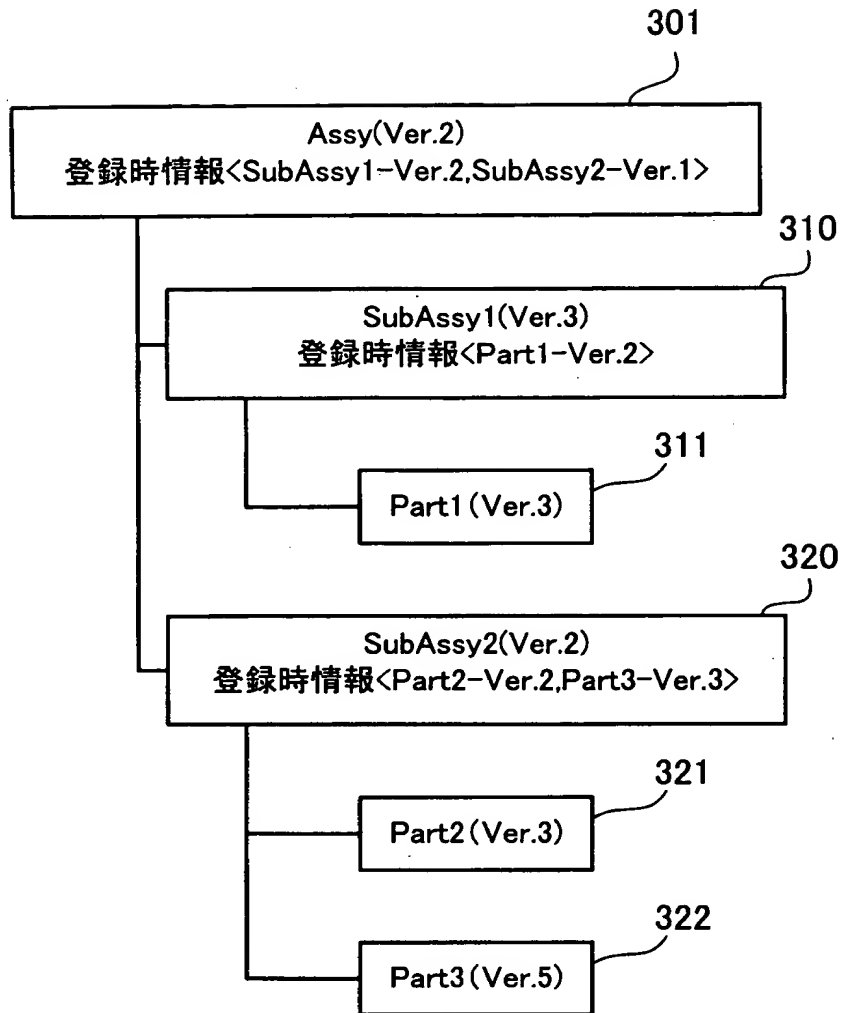 301
Assy(Ver.2)
登録時情報<SubAssy1-Ver.2,SubAssy2-Ver.1>
310
SubAssy1(Ver.3)
登録時情報<Part1-Ver.2>
311
Part1(Ver.3)
320
SubAssy2(Ver.2)
登録時情報<Part2-Ver.2,Part3-Ver.3>
321
Part2(Ver.3)
322
Part3(Ver.5)